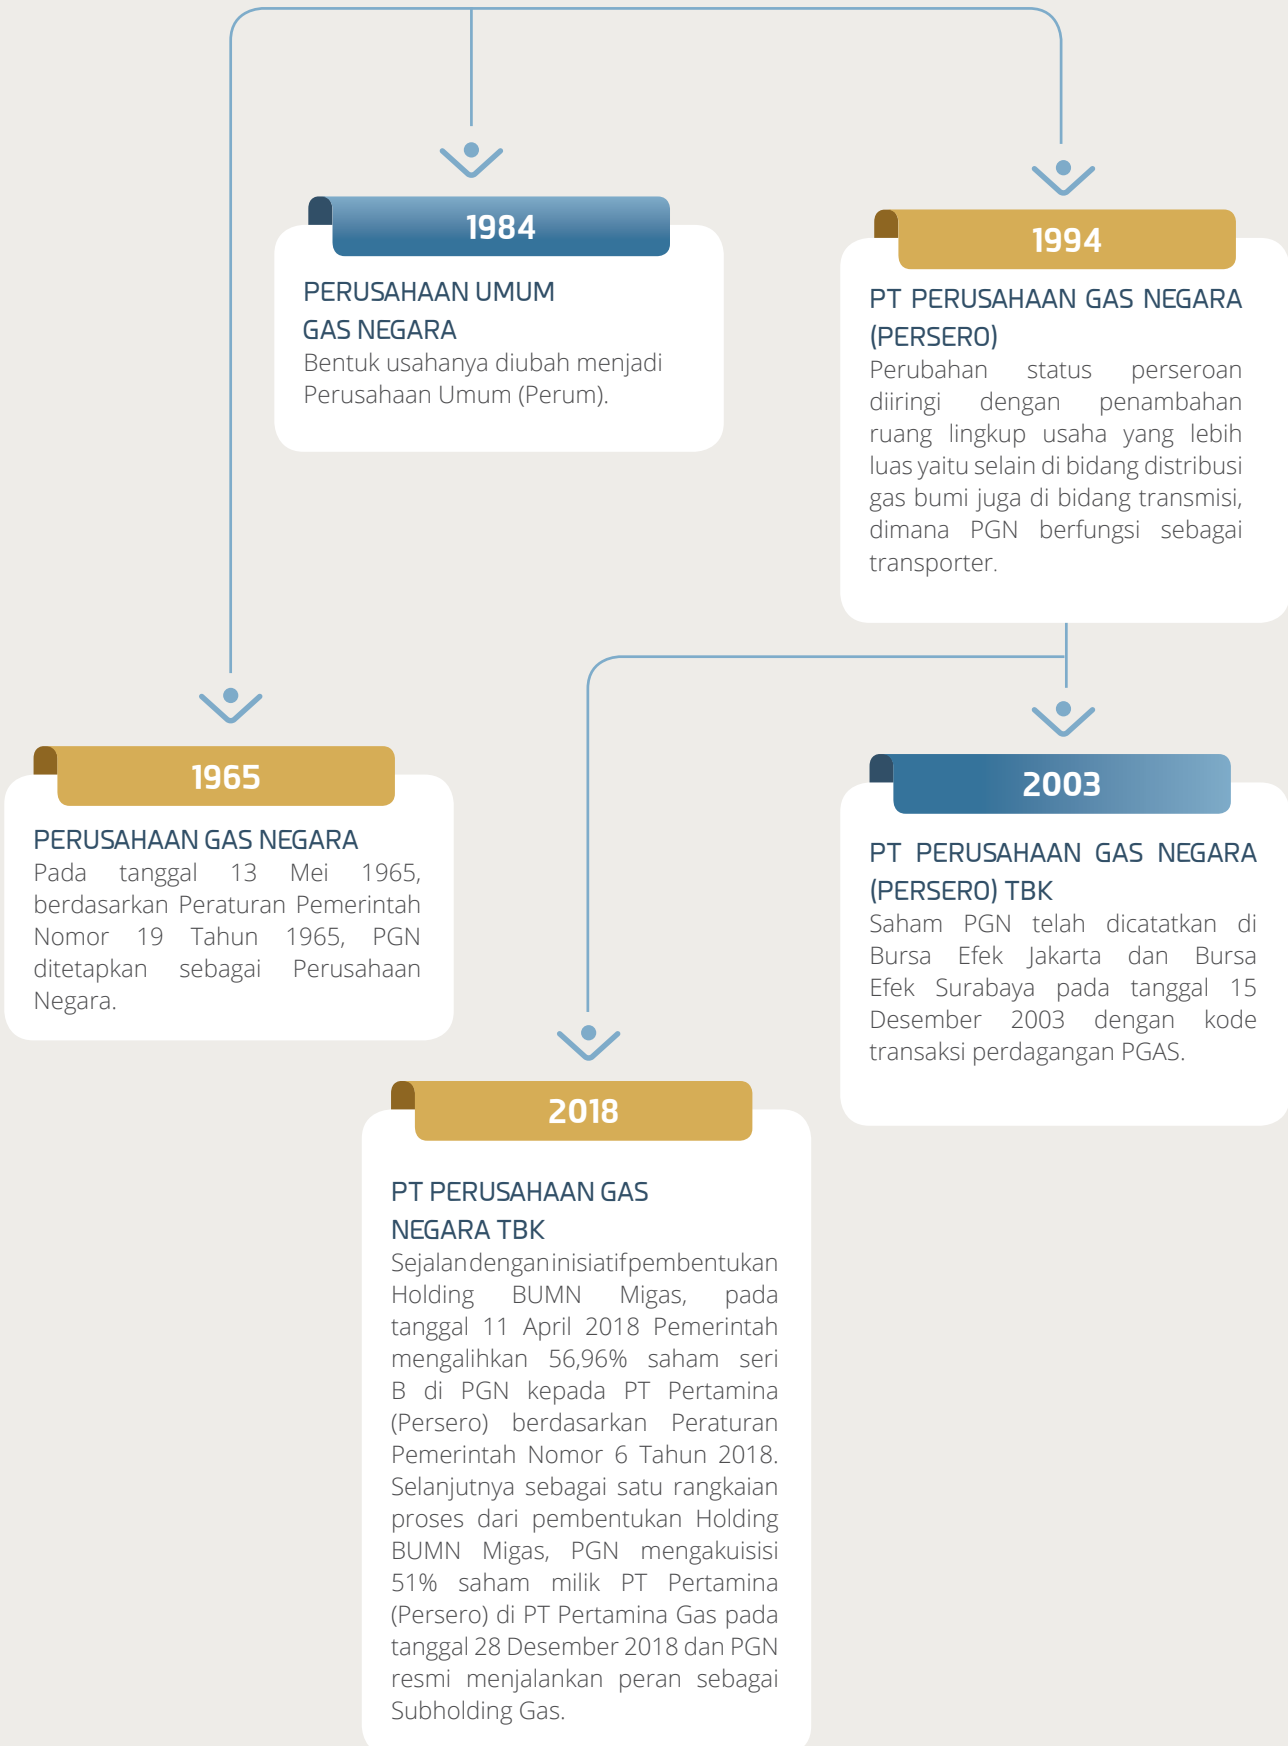 1984
PERUSAHAAN UMUM
GAS NEGARA
Bentuk usahanya diubah menjadi
Perusahaan Umum (Perum).
1994
PT PERUSAHAAN GAS NEGARA
(PERSERO)
Perubahan status perseroan
diiringi dengan penambahan
ruang lingkup usaha yang lebih
luas yaitu selain di bidang distribusi
gas bumi juga di bidang transmisi,
dimana PGN berfungsi sebagai
transporter.
1965
PERUSAHAAN GAS NEGARA
Pada tanggal 13 Mei 1965,
berdasarkan Peraturan Pemerintah
Nomor 19 Tahun 1965, PGN
ditetapkan sebagai Perusahaan
Negara.
2003
PT PERUSAHAAN GAS NEGARA
(PERSERO) TBK
Saham PGN telah dicatatkan di
Bursa Efek Jakarta dan Bursa
Efek Surabaya pada tanggal 15
Desember 2003 dengan kode
transaksi perdagangan PGAS.
2018
PT PERUSAHAAN GAS
NEGARA TBK
Sejalan dengan inisiatif pembentukan
Holding BUMN Migas, pada
tanggal 11 April 2018 Pemerintah
mengalihkan 56,96% saham seri
B di PGN kepada PT Pertamina
(Persero) berdasarkan Peraturan
Pemerintah Nomor 6 Tahun 2018.
Selanjutnya sebagai satu rangkaian
proses dari pembentukan Holding
BUMN Migas, PGN mengakuisisi
51% saham milik PT Pertamina
(Persero) di PT Pertamina Gas pada
tanggal 28 Desember 2018 dan PGN
resmi menjalankan peran sebagai
Subholding Gas.